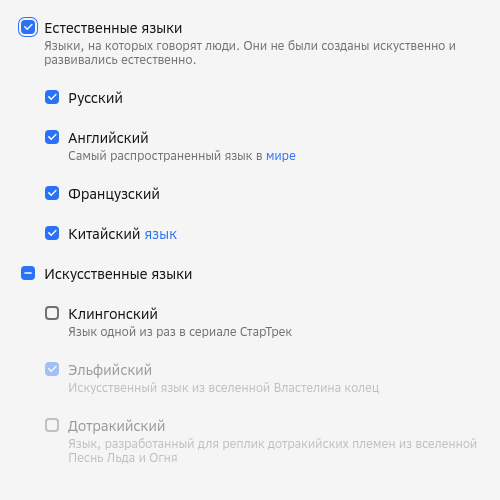 Естественные языки
Языки, на которых говорят люди. Они не были созданы искуственно и
развивались естественно.
Русский
Английский
Самый распространенный язык в мире
Французский
Китайский язык
Искусственные языки
Клингонский
Язык одной из раз в сериале СтарТрек
Эльфийский
Искусственный язык из вселенной Властелина колец
Дотракийский
Язык, разработанный для реплик дотракийских племен из вселенной
Песнь Льда и Огня